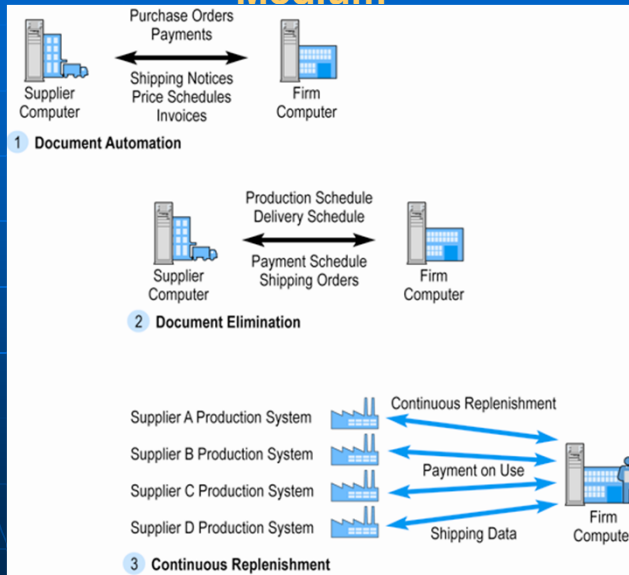 Medium
Purchase Orders
Payments
Shipping Notices
Price Schedules
Invoices
Supplier
Computer
Firm
Computer
1 Document Automation
Production Schedule
Delivery Schedule
Payment Schedule
Shipping Orders
Supplier
Computer
Firm
Computer
2 Document Elimination
Supplier A Production System
Supplier B Production System
Supplier C Production System
Supplier D Production System
Continuous Replenishment
Payment on Use
Shipping Data
Firm
Compute
3 Continuous Replenishment